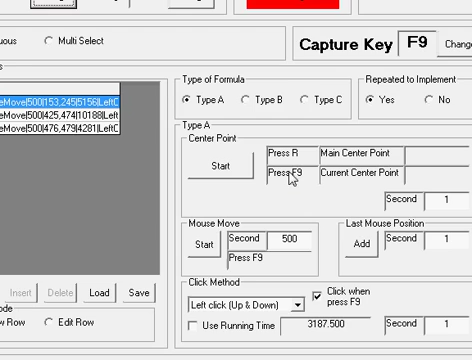 uous
Multi Select
Capture Key
F9
Change
s
eMove|500|153,245|5156|LeftC
eMove|500|425,474|10188|Left
eMove|500|476,479|4281|LeftC
Insert
Delete
Load
Save
ode
w Row
Edit Row
Type of Formula
Type A
Type B
Type C
Repeated to Implement
Yes
No
Type A
Center Point
Start
Press R
Main Center Point
Press F9
Current Center Point
Second
1
Mouse Move
Start
Second
500
Press F9
Last Mouse Position
Add
Second
1
Click Method
Left click (Up & Down)
Click when
press F9
Use Running Time
3187.500
Second
1